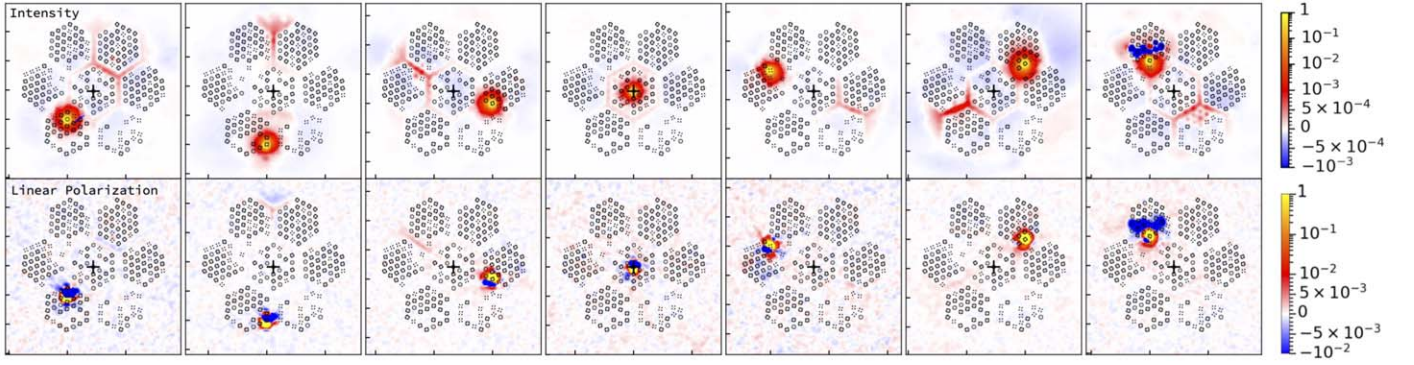 Intensity
1
10⁻¹
10⁻²
10⁻³
5 × 10⁻⁴
0
−5 × 10⁻⁴
−10⁻³
Linear Polarization
1
10⁻¹
10⁻²
5 × 10⁻³
0
−5 × 10⁻³
−10⁻²